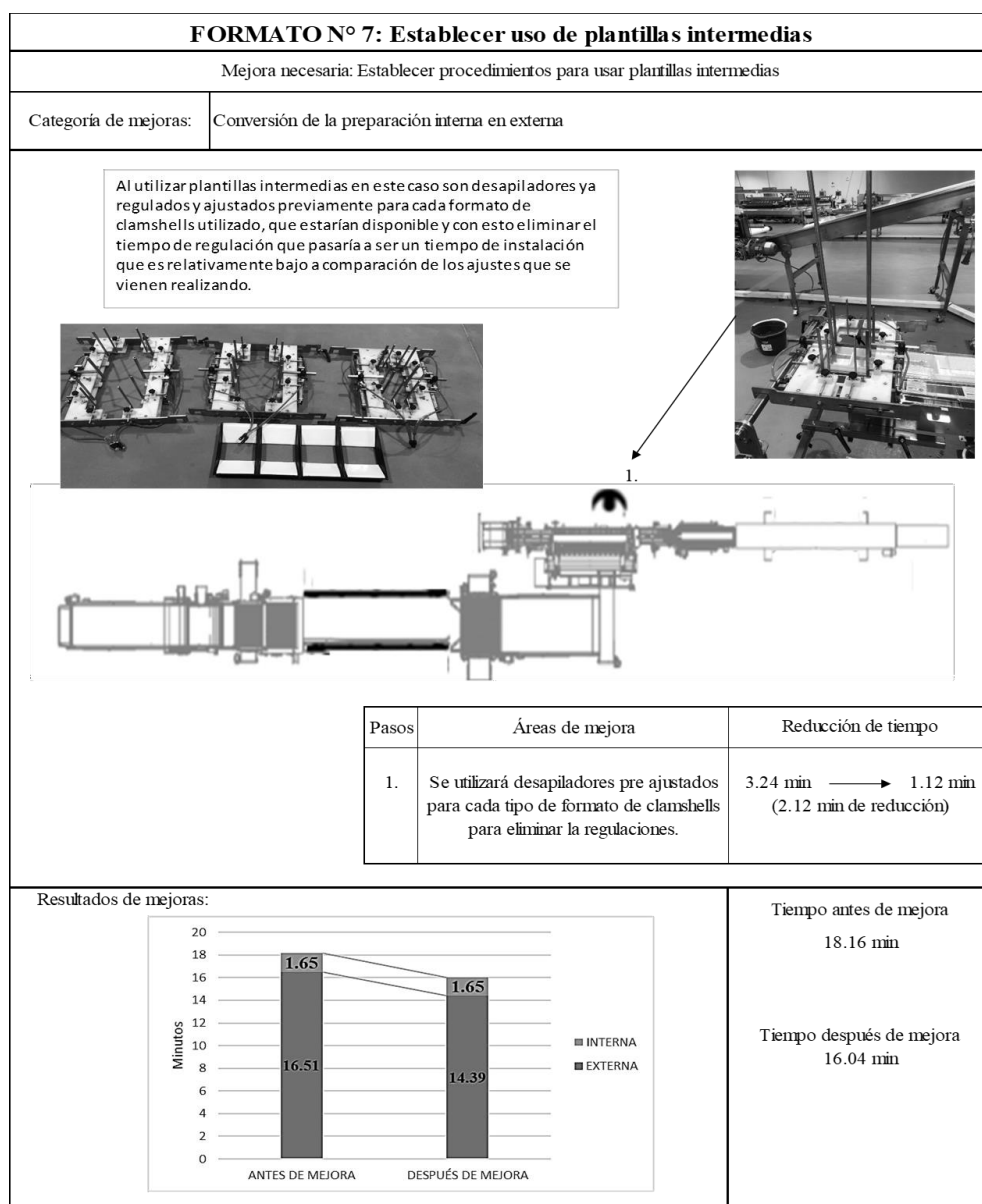 FORMATO N° 7: Establecer uso de plantillas intermedias
Mejora necesaria: Establecer procedimientos para usar plantillas intermedias
Categoría de mejoras:
Conversión de la preparación interna en externa
Al utilizar plantillas intermedias en este caso son desapiladores ya
regulados y ajustados previamente para cada formato de
clamshells utilizado, que estarían disponible y con esto eliminar el
tiempo de regulación que pasaría a ser un tiempo de instalación
que es relativamente bajo a comparación de los ajustes que se
vienen realizando.
1.
Pasos
Áreas de mejora
Reducción de tiempo
1.
Se utilizará desapiladores pre ajustados
para cada tipo de formato de clamshells
para eliminar la regulaciones.
3.24 min 1.12 min
(2.12 min de reducción)
Resultados de mejoras:
Minutos
20
18
16
14
12
10
8
6
4
2
0
1.65
16.51
1.65
14.39
ANTES DE MEJORA
DESPUÉS DE MEJORA
INTERNA
EXTERNA
Tiempo antes de mejora
18.16 min
Tiempo después de mejora
16.04 min